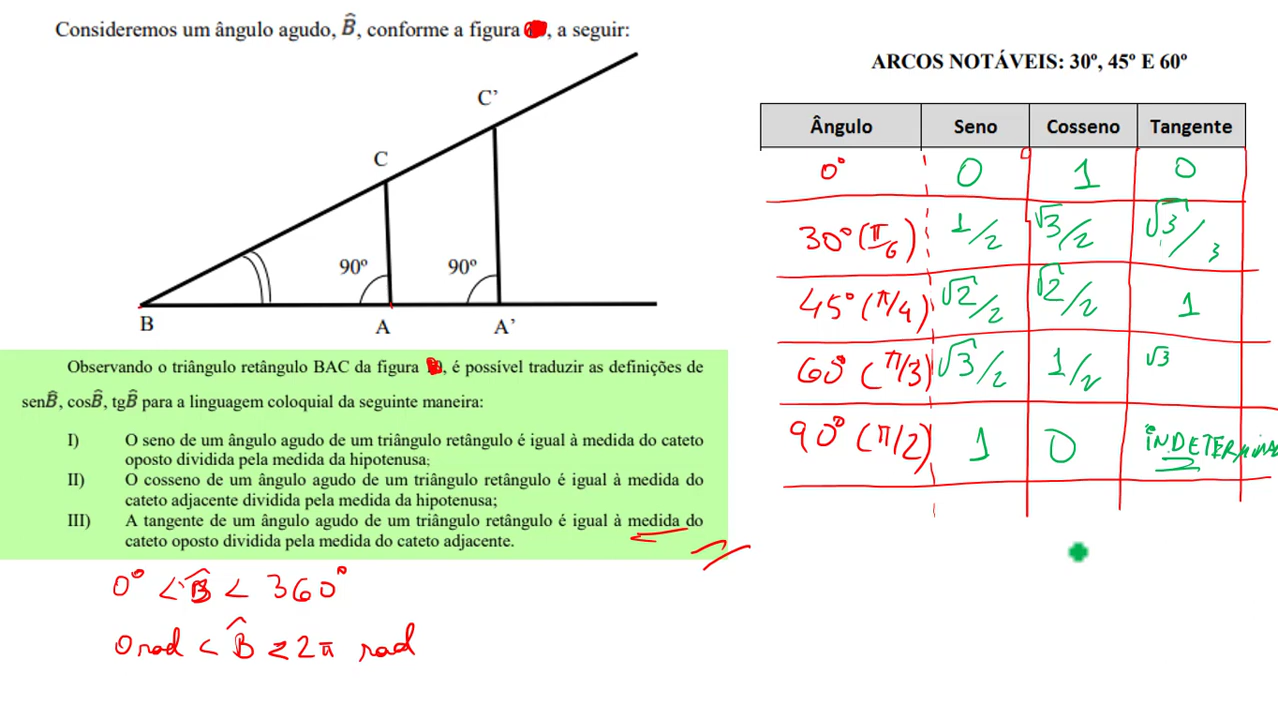 Consideremos um ângulo agudo, B̂, conforme a figura , a seguir:
C'
C
90º
90º
B
A
A'
Observando o triângulo retângulo BAC da figura , é possível traduzir as definições de
senB̂, cosB̂, tgB̂ para a linguagem coloquial da seguinte maneira:
I) O seno de um ângulo agudo de um triângulo retângulo é igual à medida do cateto
oposto dividida pela medida da hipotenusa;
II) O cosseno de um ângulo agudo de um triângulo retângulo é igual à medida do
cateto adjacente dividida pela medida da hipotenusa;
III) A tangente de um ângulo agudo de um triângulo retângulo é igual à medida do
cateto oposto dividida pela medida do cateto adjacente.
0° < B̂ < 360°
0 rad < B̂ < 2π rad
ARCOS NOTÁVEIS: 30º, 45º E 60º
Ângulo Seno Cosseno Tangente
0° 0 1 0
30° (π/6) 1/2 √3/2 √3/3
45° (π/4) √2/2 √2/2 1
60° (π/3) √3/2 1/2 √3
90° (π/2) 1 0